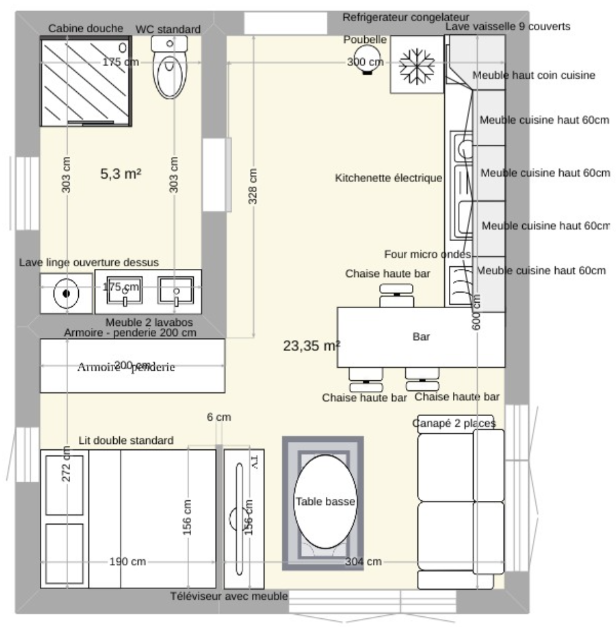 Refrigerateur congelateur
Cabine douche
WC standard
Lave vaisselle 9 couverts
Poubelle
175 cm
300 cm
Meuble haut coin cuisine
Meuble cuisine haut 60cm
303 cm
5,3 m²
303 cm
328 cm
Kitchenette électrique
Meuble cuisine haut 60cm
Meuble cuisine haut 60cm
Four micro ondes
Lave linge ouverture dessus
Chaise haute bar
Meuble cuisine haut 60cm
175 cm
600 cm
Meuble 2 lavabos
Armoire - penderie 200 cm
23,35 m²
Bar
Armoire - penderie
200 cm
Chaise haute bar
Chaise haute bar
6 cm
Canapé 2 places
Lit double standard
272 cm
TV
156 cm
156 cm
Table basse
190 cm
304 cm
Téléviseur avec meuble